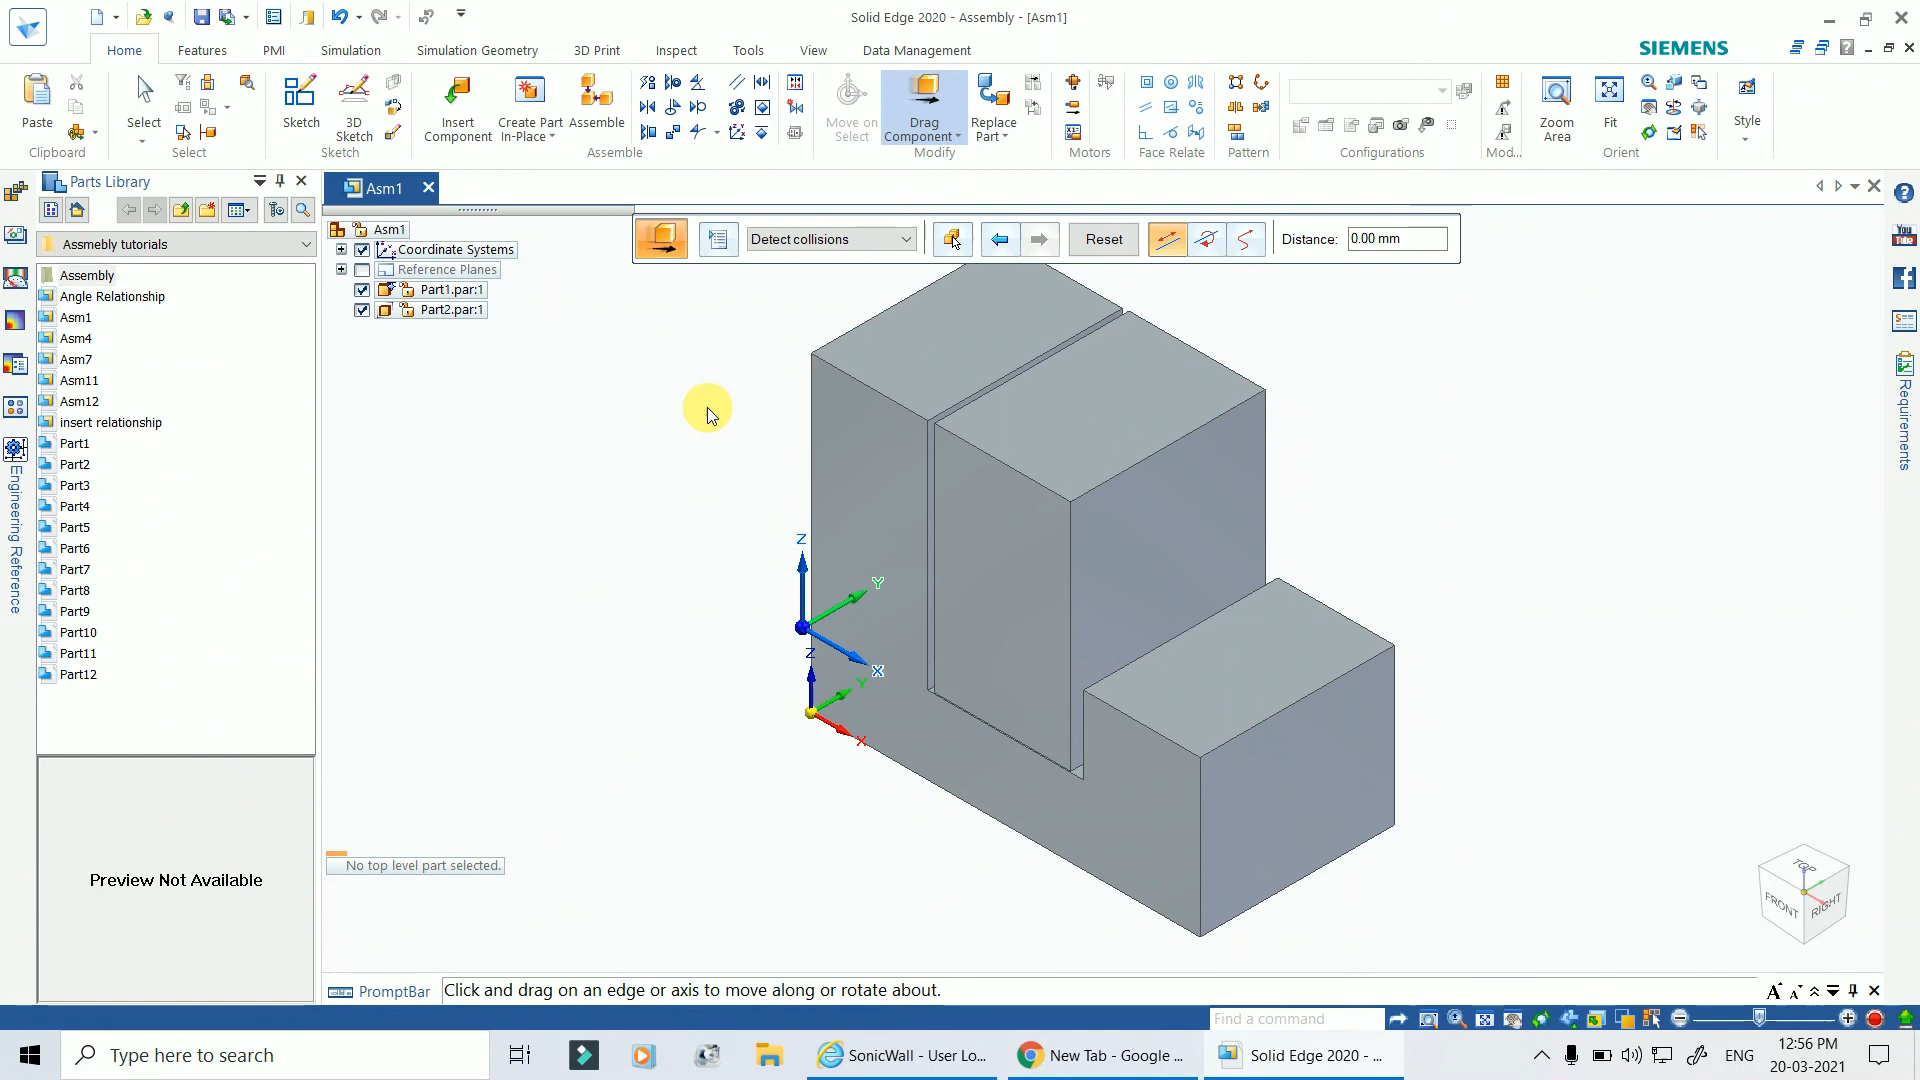 Solid Edge 2020 - Assembly - [Asm1]
Home Features PMI Simulation Simulation Geometry 3D Print Inspect Tools View Data Management
SIEMENS
Paste
Clipboard
Select
Select
Sketch
3D Sketch
Sketch
Insert Component
Create Part In-Place
Assemble
Assemble
Move on Select
Drag Component
Replace Part
Modify
Motors
Face Relate
Pattern
Configurations
Mod...
Zoom Area
Fit
Orient
Style
Parts Library
Asm1
Assmebly tutorials
Assembly
Angle Relationship
Asm1
Asm4
Asm7
Asm11
Asm12
insert relationship
Part1
Part2
Part3
Part4
Part5
Part6
Part7
Part8
Part9
Part10
Part11
Part12
Preview Not Available
Engineering Reference
Asm1
Coordinate Systems
Reference Planes
Part1.par:1
Part2.par:1
Detect collisions
Reset
Distance: 0.00 mm
Z
Y
X
Z
Y
X
No top level part selected.
TOP
FRONT
RIGHT
You Tube
Requirements
PromptBar
Click and drag on an edge or axis to move along or rotate about.
Find a command
Type here to search
SonicWall - User Lo...
New Tab - Google ...
Solid Edge 2020 - ...
ENG
12:56 PM
20-03-2021